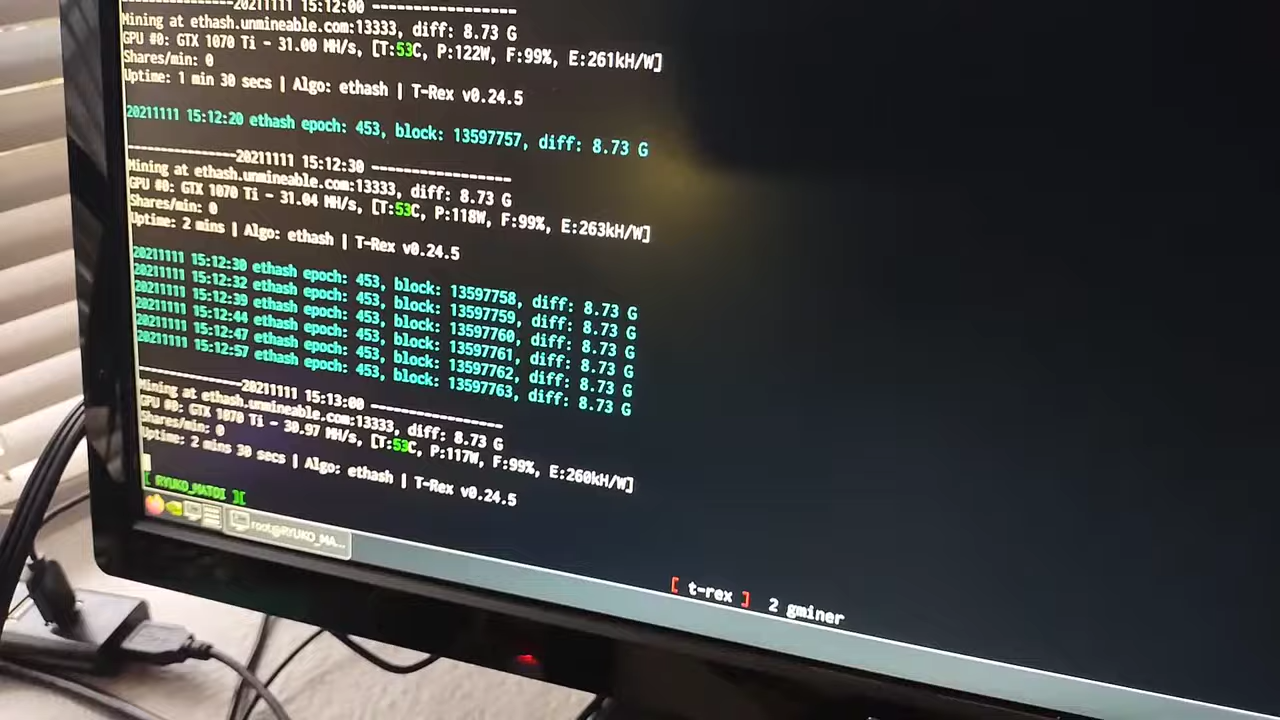 ---------------20211111 15:12:00 -----------------
Mining at ethash.unmineable.com:13333, diff: 8.73 G
GPU #0: GTX 1070 Ti - 31.00 MH/s, [T:53C, P:122W, F:99%, E:261kH/W]
Shares/min: 0
Uptime: 1 min 30 secs | Algo: ethash | T-Rex v0.24.5
20211111 15:12:20 ethash epoch: 453, block: 13597757, diff: 8.73 G
---------------20211111 15:12:30 -----------------
Mining at ethash.unmineable.com:13333, diff: 8.73 G
GPU #0: GTX 1070 Ti - 31.04 MH/s, [T:53C, P:118W, F:99%, E:263kH/W]
Shares/min: 0
Uptime: 2 mins | Algo: ethash | T-Rex v0.24.5
20211111 15:12:30 ethash epoch: 453, block: 13597758, diff: 8.73 G
20211111 15:12:32 ethash epoch: 453, block: 13597759, diff: 8.73 G
20211111 15:12:39 ethash epoch: 453, block: 13597760, diff: 8.73 G
20211111 15:12:44 ethash epoch: 453, block: 13597761, diff: 8.73 G
20211111 15:12:47 ethash epoch: 453, block: 13597762, diff: 8.73 G
20211111 15:12:57 ethash epoch: 453, block: 13597763, diff: 8.73 G
---------------20211111 15:13:00 -----------------
Mining at ethash.unmineable.com:13333, diff: 8.73 G
GPU #0: GTX 1070 Ti - 30.97 MH/s, [T:53C, P:117W, F:99%, E:260kH/W]
Shares/min: 0
Uptime: 2 mins 30 secs | Algo: ethash | T-Rex v0.24.5
[ RYUKO_MATOI ][
[ t-rex ] 2 gminer
root@RYUKO_MA...